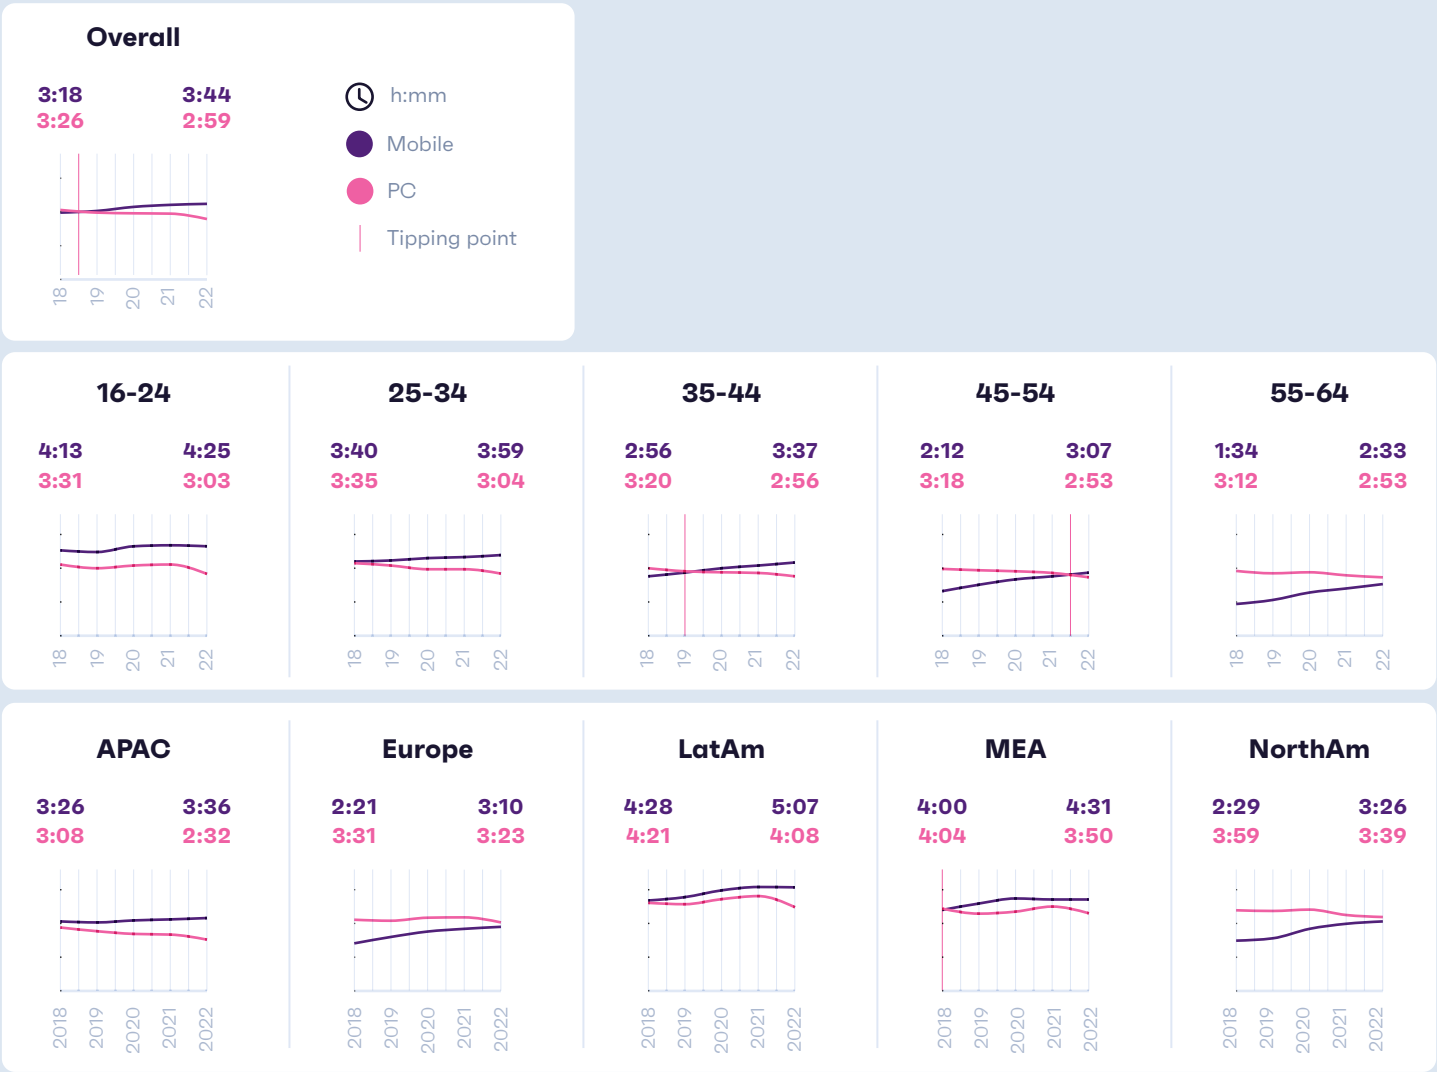 Overall
3:18 3:44
3:26 2:59
h:mm
Mobile
PC
Tipping point
18 19 20 21 22
16-24 25-34 35-44 45-54 55-64
4:13 4:25 3:40 3:59 2:56 3:37 2:12 3:07 1:34 2:33
3:31 3:03 3:35 3:04 3:20 2:56 3:18 2:53 3:12 2:53
18 19 20 21 22 18 19 20 21 22 18 19 20 21 22 18 19 20 21 22 18 19 20 21 22
APAC Europe LatAm MEA NorthAm
3:26 3:36 2:21 3:10 4:28 5:07 4:00 4:31 2:29 3:26
3:08 2:32 3:31 3:23 4:21 4:08 4:04 3:50 3:59 3:39
2018 2019 2020 2021 2022 2018 2019 2020 2021 2022 2018 2019 2020 2021 2022 2018 2019 2020 2021 2022 2018 2019 2020 2021 2022